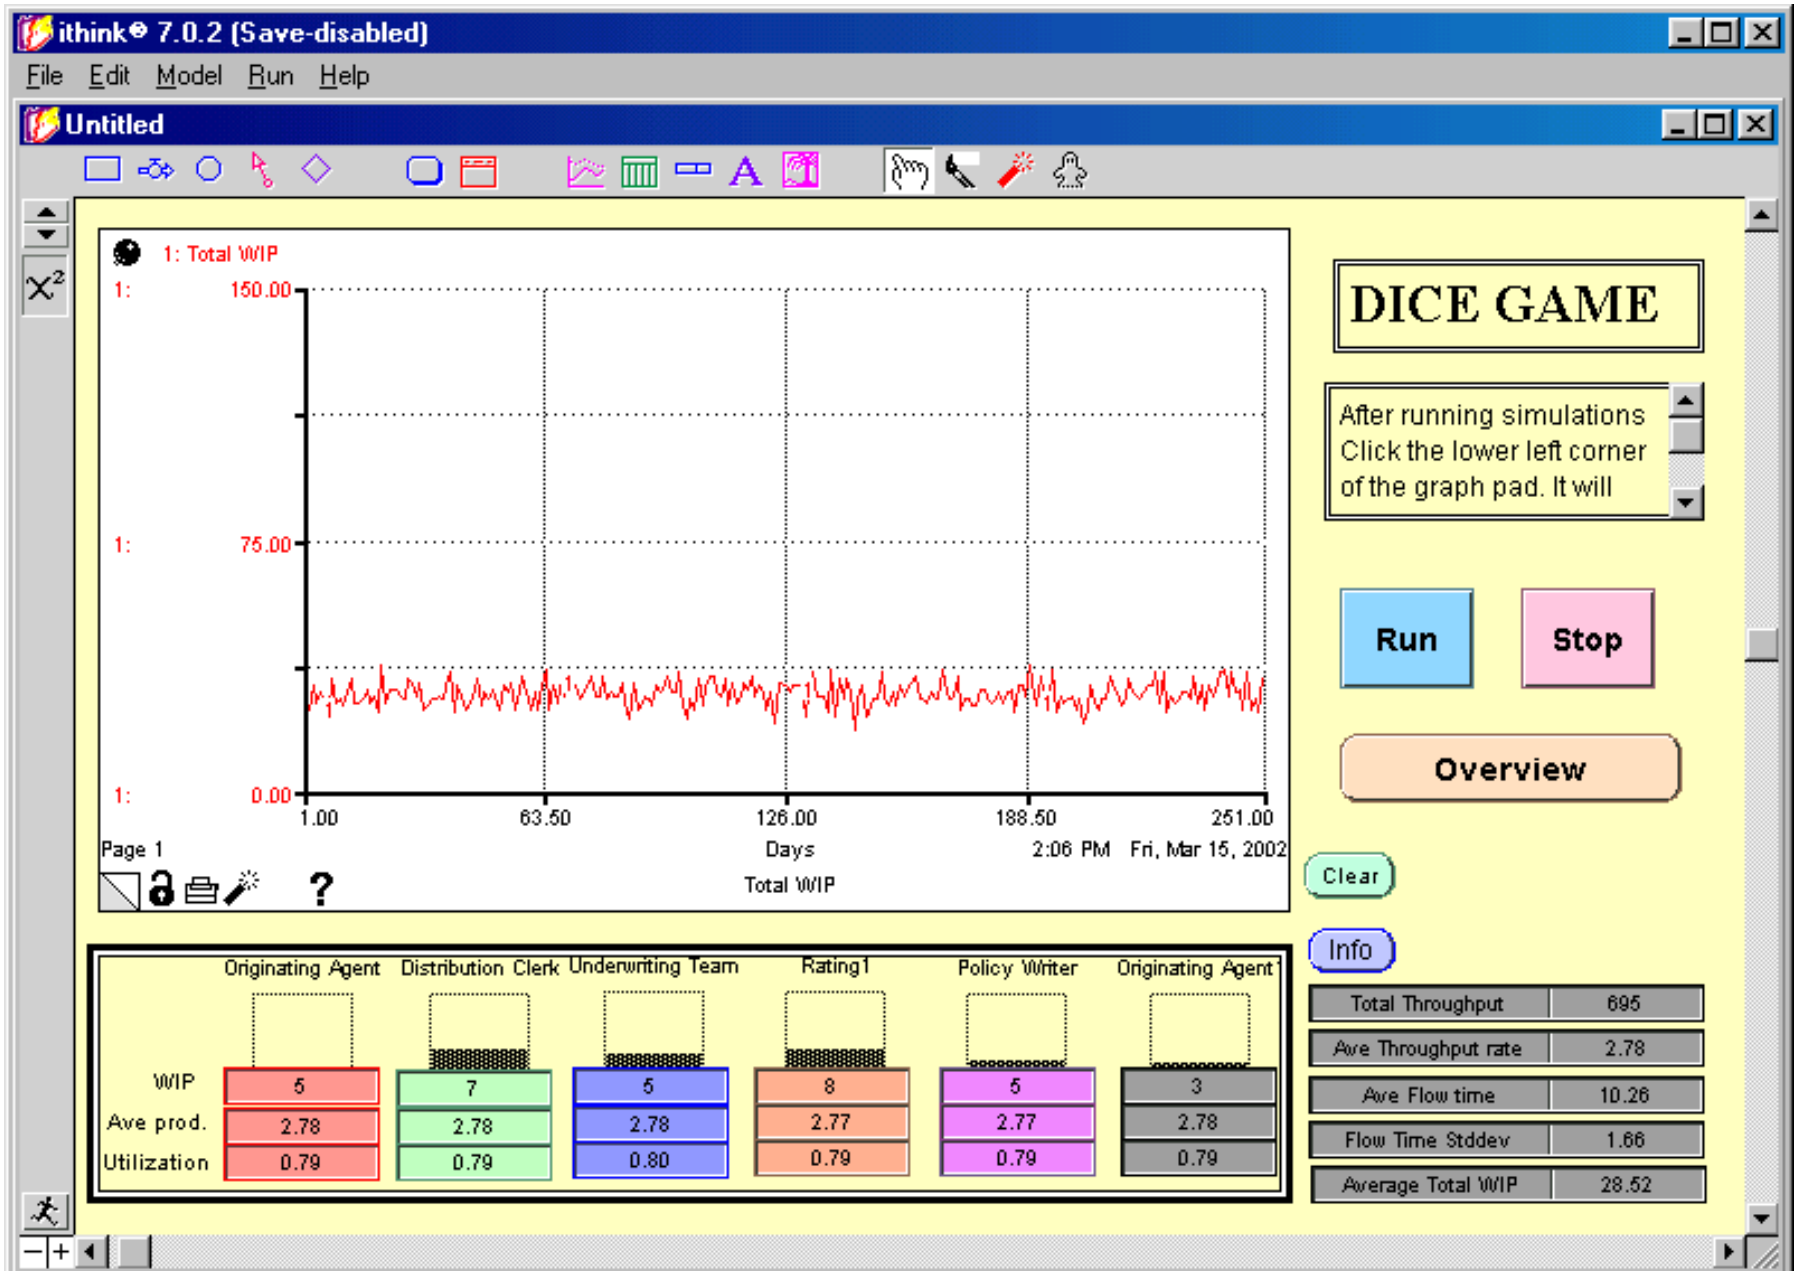 ithink® 7.0.2 (Save-disabled)
File Edit Model Run Help
Untitled
A
x²
1: Total WIP
1: 150.00
1: 75.00
1: 0.00
1.00 63.50 126.00 188.50 251.00
Page 1 Days 2:06 PM Fri, Mar 15, 2002
? Total WIP
DICE GAME
After running simulations
Click the lower left corner
of the graph pad. It will
Run Stop
Overview
Clear
Info
Originating Agent Distribution Clerk Underwriting Team Rating1 Policy Writer Originating Agent1
WIP 5 7 5 8 5 3
Ave prod. 2.78 2.78 2.78 2.77 2.77 2.78
Utilization 0.79 0.79 0.80 0.79 0.79 0.79
Total Throughput 695
Ave Throughput rate 2.78
Ave Flow time 10.26
Flow Time Stddev 1.66
Average Total WIP 28.52